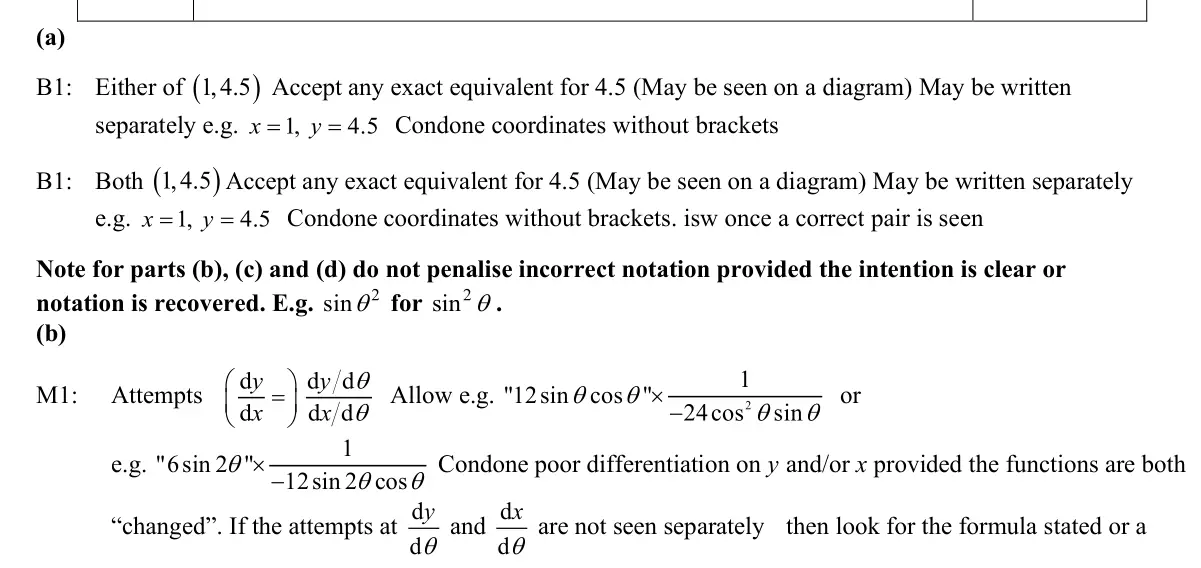 (a)
B1: Either of (1, 4.5) Accept any exact equivalent for 4.5 (May be seen on a diagram) May be written
separately e.g. x = 1, y = 4.5 Condone coordinates without brackets
B1: Both (1, 4.5) Accept any exact equivalent for 4.5 (May be seen on a diagram) May be written separately
e.g. x = 1, y = 4.5 Condone coordinates without brackets. isw once a correct pair is seen
Note for parts (b), (c) and (d) do not penalise incorrect notation provided the intention is clear or
notation is recovered. E.g. sin θ² for sin² θ.
(b)
M1: Attempts (dy/dx =) (dy/dθ)/(dx/dθ) Allow e.g. "12 sin θ cos θ"× 1/(−24 cos² θ sin θ) or
e.g. "6 sin 2θ"× 1/(−12 sin 2θ cos θ) Condone poor differentiation on y and/or x provided the functions are both
“changed”. If the attempts at dy/dθ and dx/dθ are not seen separately then look for the formula stated or a